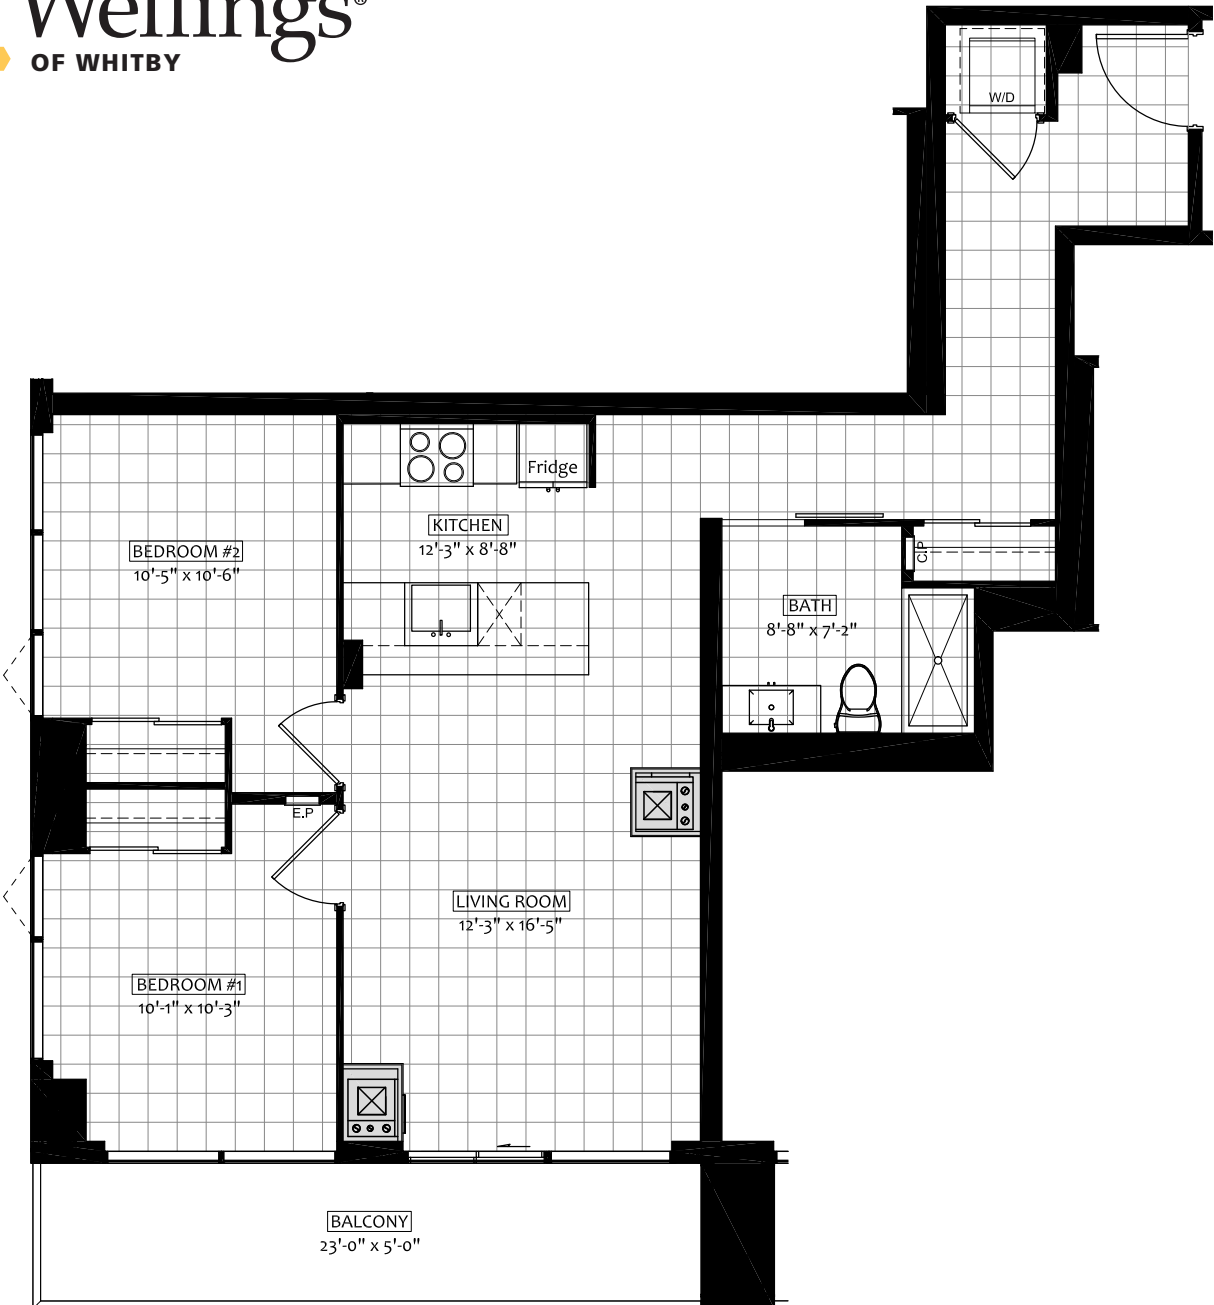 Wellings®
OF WHITBY
W/D
Fridge
KITCHEN
12'-3" x 8'-8"
BEDROOM #2
10'-5" x 10'-6"
C.P
BATH
8'-8" x 7'-2"
E.P
LIVING ROOM
12'-3" x 16'-5"
BEDROOM #1
10'-1" x 10'-3"
BALCONY
23'-0" x 5'-0"